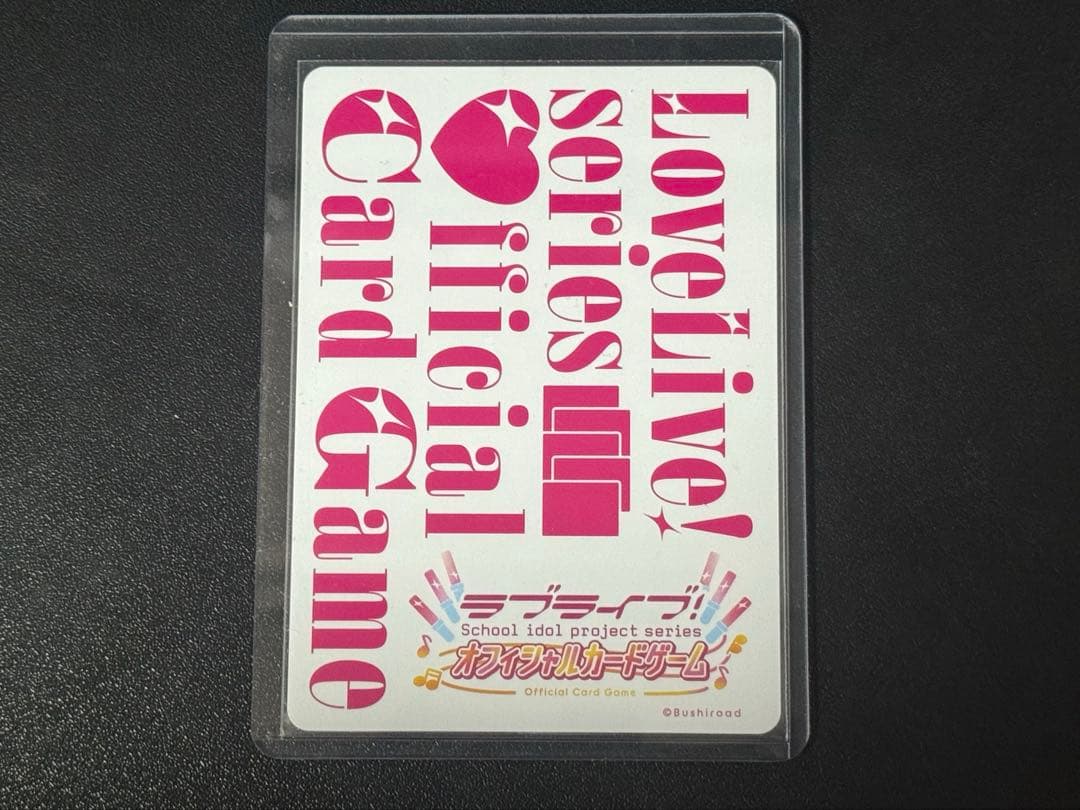 LoveLive!
series
fficial
Card Game
ラブライブ!
School idol project series
オフィシャルカードゲーム
Official Card Game
©Bushiroad